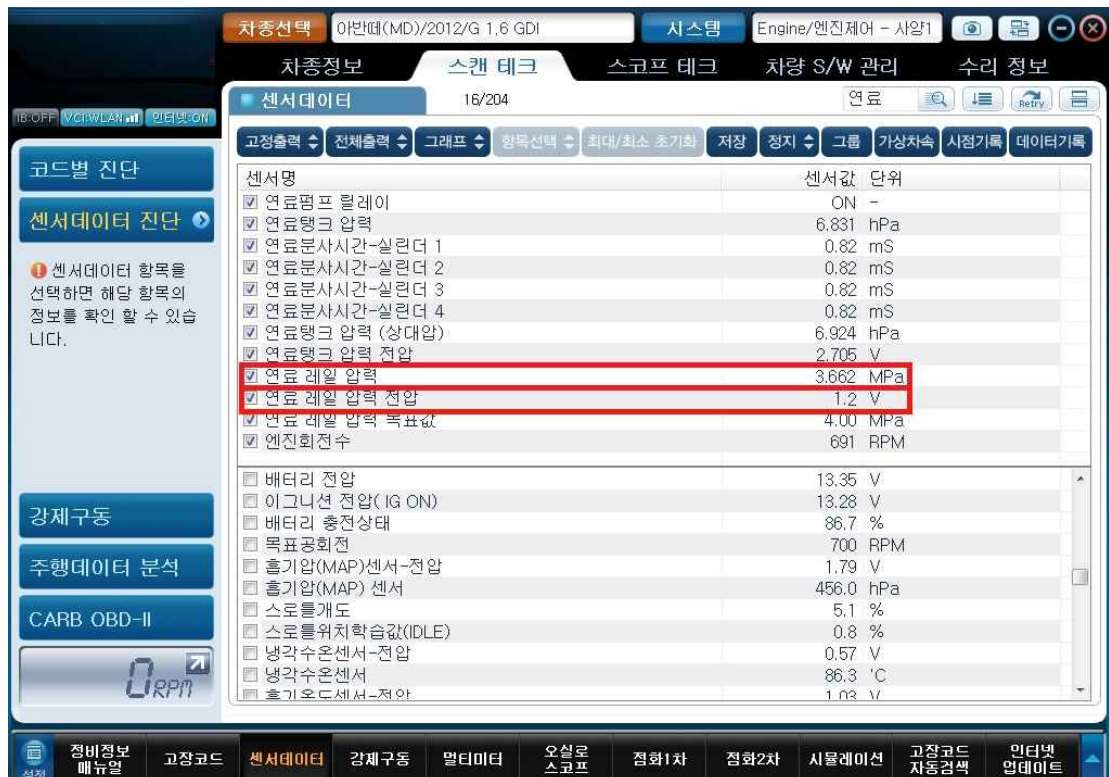 차종선택 아반떼(MD)/2012/G 1.6 GDI 시스템 Engine/엔진제어 - 사양1
차종정보 스캔 테크 스코프 테크 차량 S/W 관리 수리 정보
IB:OFF VCI:WLAN 인터넷:ON
센서데이터 16/204 연료 Retry
고정출력 전체출력 그래프 항목선택 최대/최소 초기화 저장 정지 그룹 가상차속 시점기록 데이터기록
코드별 진단
센서데이터 진단
센서데이터 항목을
선택하면 해당 항목의
정보를 확인 할 수 있습
니다.
강제구동
주행데이터 분석
CARB OBD-II
0 RPM
센서명 센서값 단위
연료펌프 릴레이 ON -
연료탱크 압력 6.831 hPa
연료분사시간-실린더 1 0.82 mS
연료분사시간-실린더 2 0.82 mS
연료분사시간-실린더 3 0.82 mS
연료분사시간-실린더 4 0.82 mS
연료탱크 압력 (상대압) 6.924 hPa
연료탱크 압력 전압 2.705 V
연료 레일 압력 3.662 MPa
연료 레일 압력 전압 1.2 V
연료 레일 압력 목표값 4.00 MPa
엔진회전수 691 RPM
배터리 전압 13.35 V
이그니션 전압( IG ON) 13.28 V
배터리 충전상태 86.7 %
목표공회전 700 RPM
흡기압(MAP)센서-전압 1.79 V
흡기압(MAP) 센서 456.0 hPa
스로틀개도 5.1 %
스로틀위치학습값(IDLE) 0.8 %
냉각수온센서-전압 0.57 V
냉각수온센서 86.3 'C
흡기온도센서-전압 1.03 V
설정 정비정보 매뉴얼 고장코드 센서데이터 강제구동 멀티미터 오실로 스코프 점화1차 점화2차 시뮬레이션 고장코드 자동검색 인터넷 업데이트